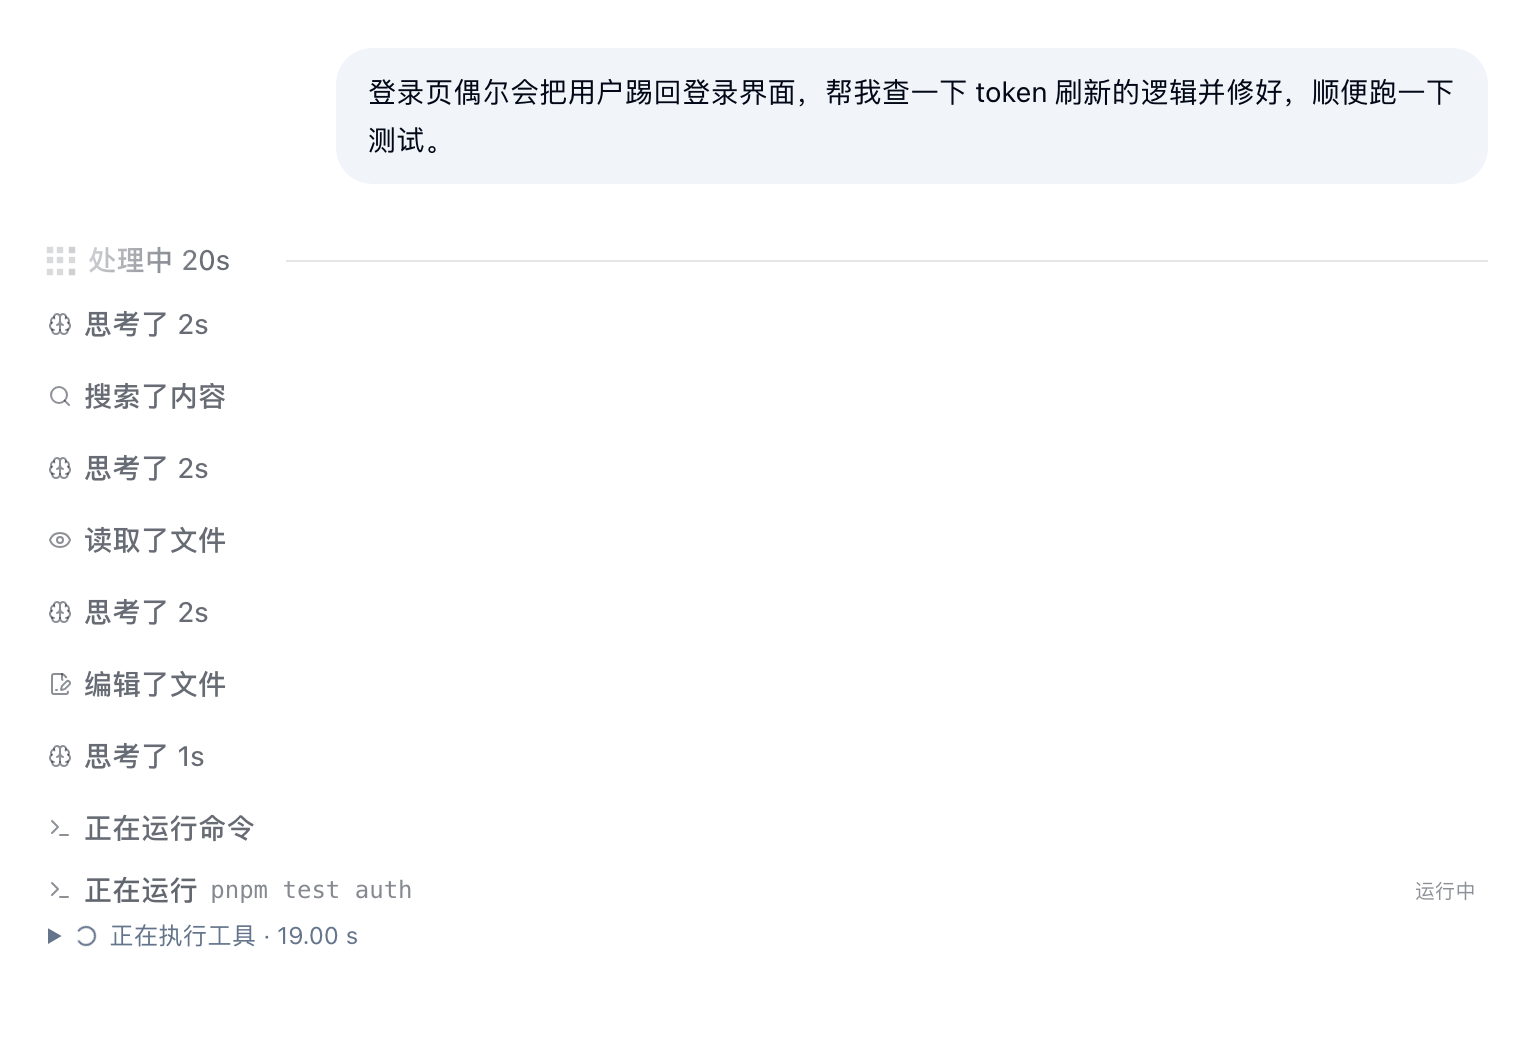 登录页偶尔会把用户踢回登录界面，帮我查一下 token 刷新的逻辑并修好，顺便跑一下
测试。
处理中 20s
思考了 2s
搜索了内容
思考了 2s
读取了文件
思考了 2s
编辑了文件
思考了 1s
正在运行命令
正在运行 pnpm test auth 运行中
正在执行工具 · 19.00 s